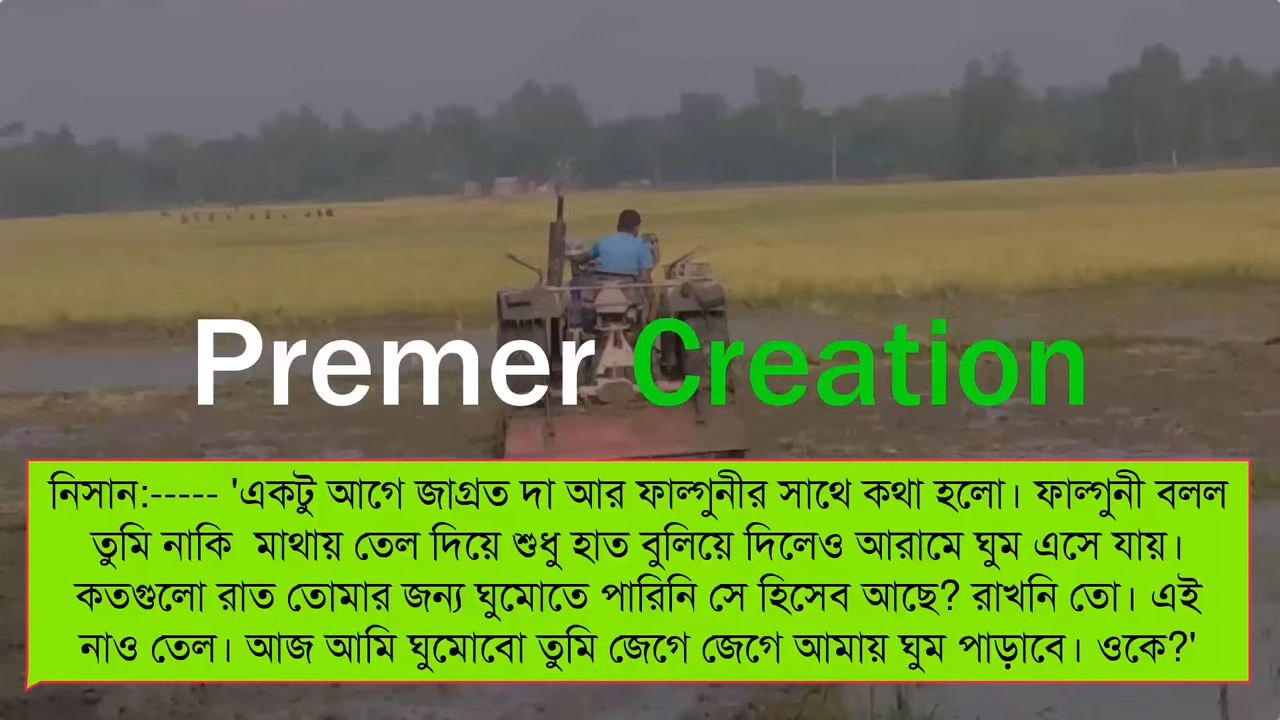 Premer Creation
নিসান:----- 'একটু আগে জাগ্রত দা আর ফাল্গুনীর সাথে কথা হলো। ফাল্গুনী বলল
তুমি নাকি মাথায় তেল দিয়ে শুধু হাত বুলিয়ে দিলেও আরামে ঘুম এসে যায়।
কতগুলো রাত তোমার জন্য ঘুমোতে পারিনি সে হিসেব আছে? রাখনি তো। এই
নাও তেল। আজ আমি ঘুমোবো তুমি জেগে জেগে আমায় ঘুম পাড়াবে। ওকে?'